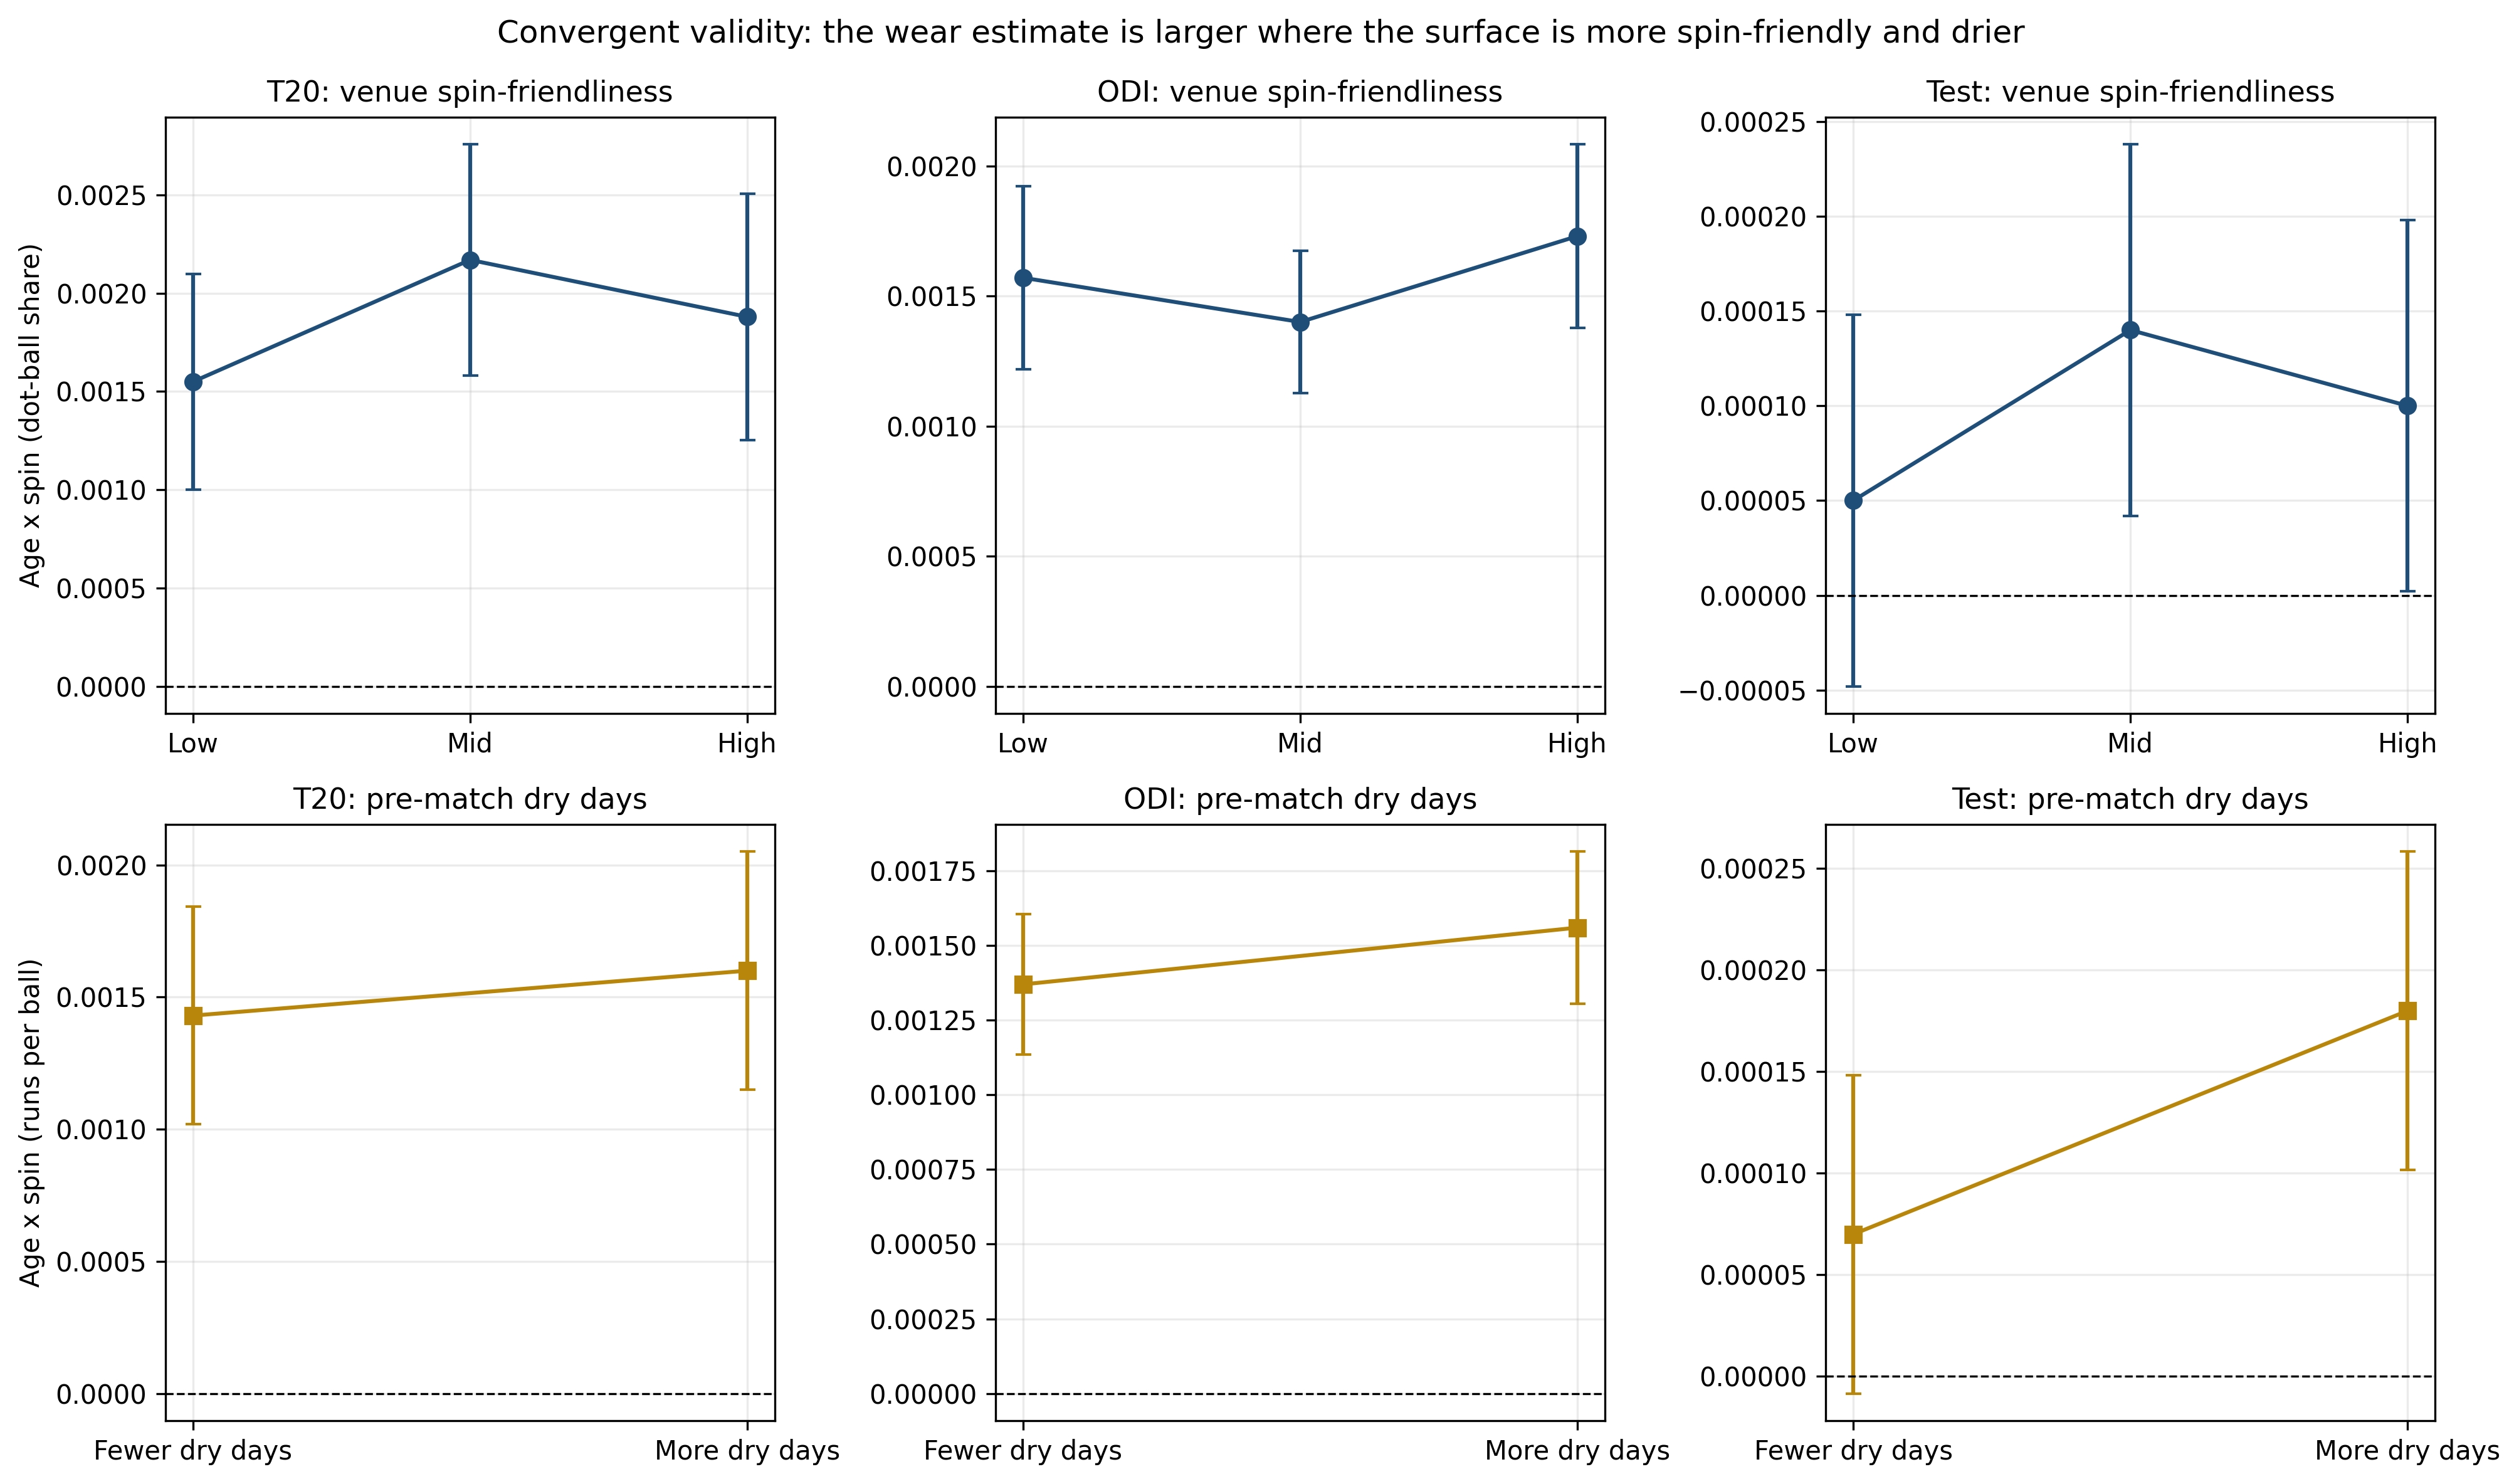 Convergent validity: the wear estimate is larger where the surface is more spin-friendly and drier
T20: venue spin-friendliness
Age x spin (dot-ball share)
0.0025
0.0020
0.0015
0.0010
0.0005
0.0000
Low Mid High
ODI: venue spin-friendliness
0.0020
0.0015
0.0010
0.0005
0.0000
Low Mid High
Test: venue spin-friendliness
0.00025
0.00020
0.00015
0.00010
0.00005
0.00000
−0.00005
Low Mid High
T20: pre-match dry days
Age x spin (runs per ball)
0.0020
0.0015
0.0010
0.0005
0.0000
Fewer dry days More dry days
ODI: pre-match dry days
0.00175
0.00150
0.00125
0.00100
0.00075
0.00050
0.00025
0.00000
Fewer dry days More dry days
Test: pre-match dry days
0.00025
0.00020
0.00015
0.00010
0.00005
0.00000
Fewer dry days More dry days